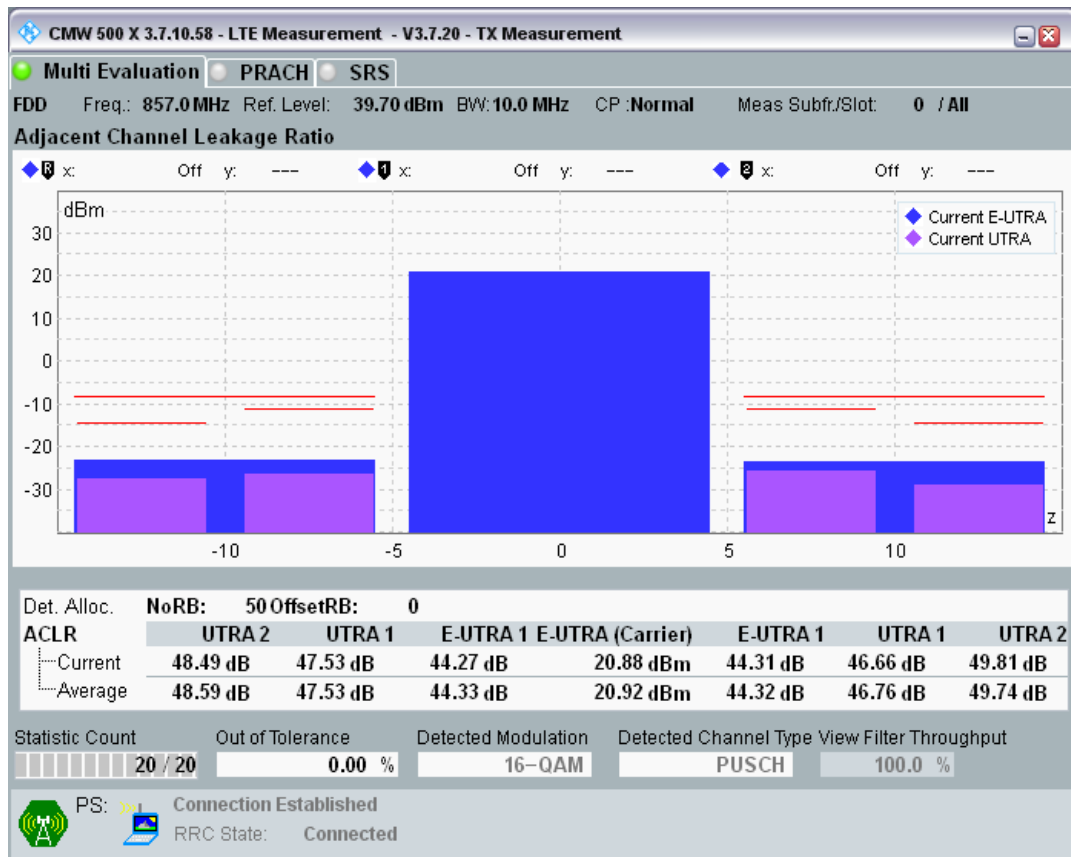 CMW 500 X 3.7.10.58 - LTE Measurement - V3.7.20 - TX Measurement
Multi Evaluation PRACH SRS
FDD Freq.: 857.0 MHz Ref. Level: 39.70 dBm BW: 10.0 MHz CP :Normal Meas Subfr./Slot: 0 / All
Adjacent Channel Leakage Ratio
R x: Off y: --- 1 x: Off y: --- 2 x: Off y: ---
dBm
Current E-UTRA
Current UTRA
30
20
10
0
-10
-20
-30
z
-10 -5 0 5 10
Det. Alloc. NoRB: 50 OffsetRB: 0
ACLR UTRA 2 UTRA 1 E-UTRA 1 E-UTRA (Carrier) E-UTRA 1 UTRA 1 UTRA 2
Current 48.49 dB 47.53 dB 44.27 dB 20.88 dBm 44.31 dB 46.66 dB 49.81 dB
Average 48.59 dB 47.53 dB 44.33 dB 20.92 dBm 44.32 dB 46.76 dB 49.74 dB
Statistic Count Out of Tolerance Detected Modulation Detected Channel Type View Filter Throughput
20 / 20 0.00 % 16-QAM PUSCH 100.0 %
PS: Connection Established
RRC State: Connected